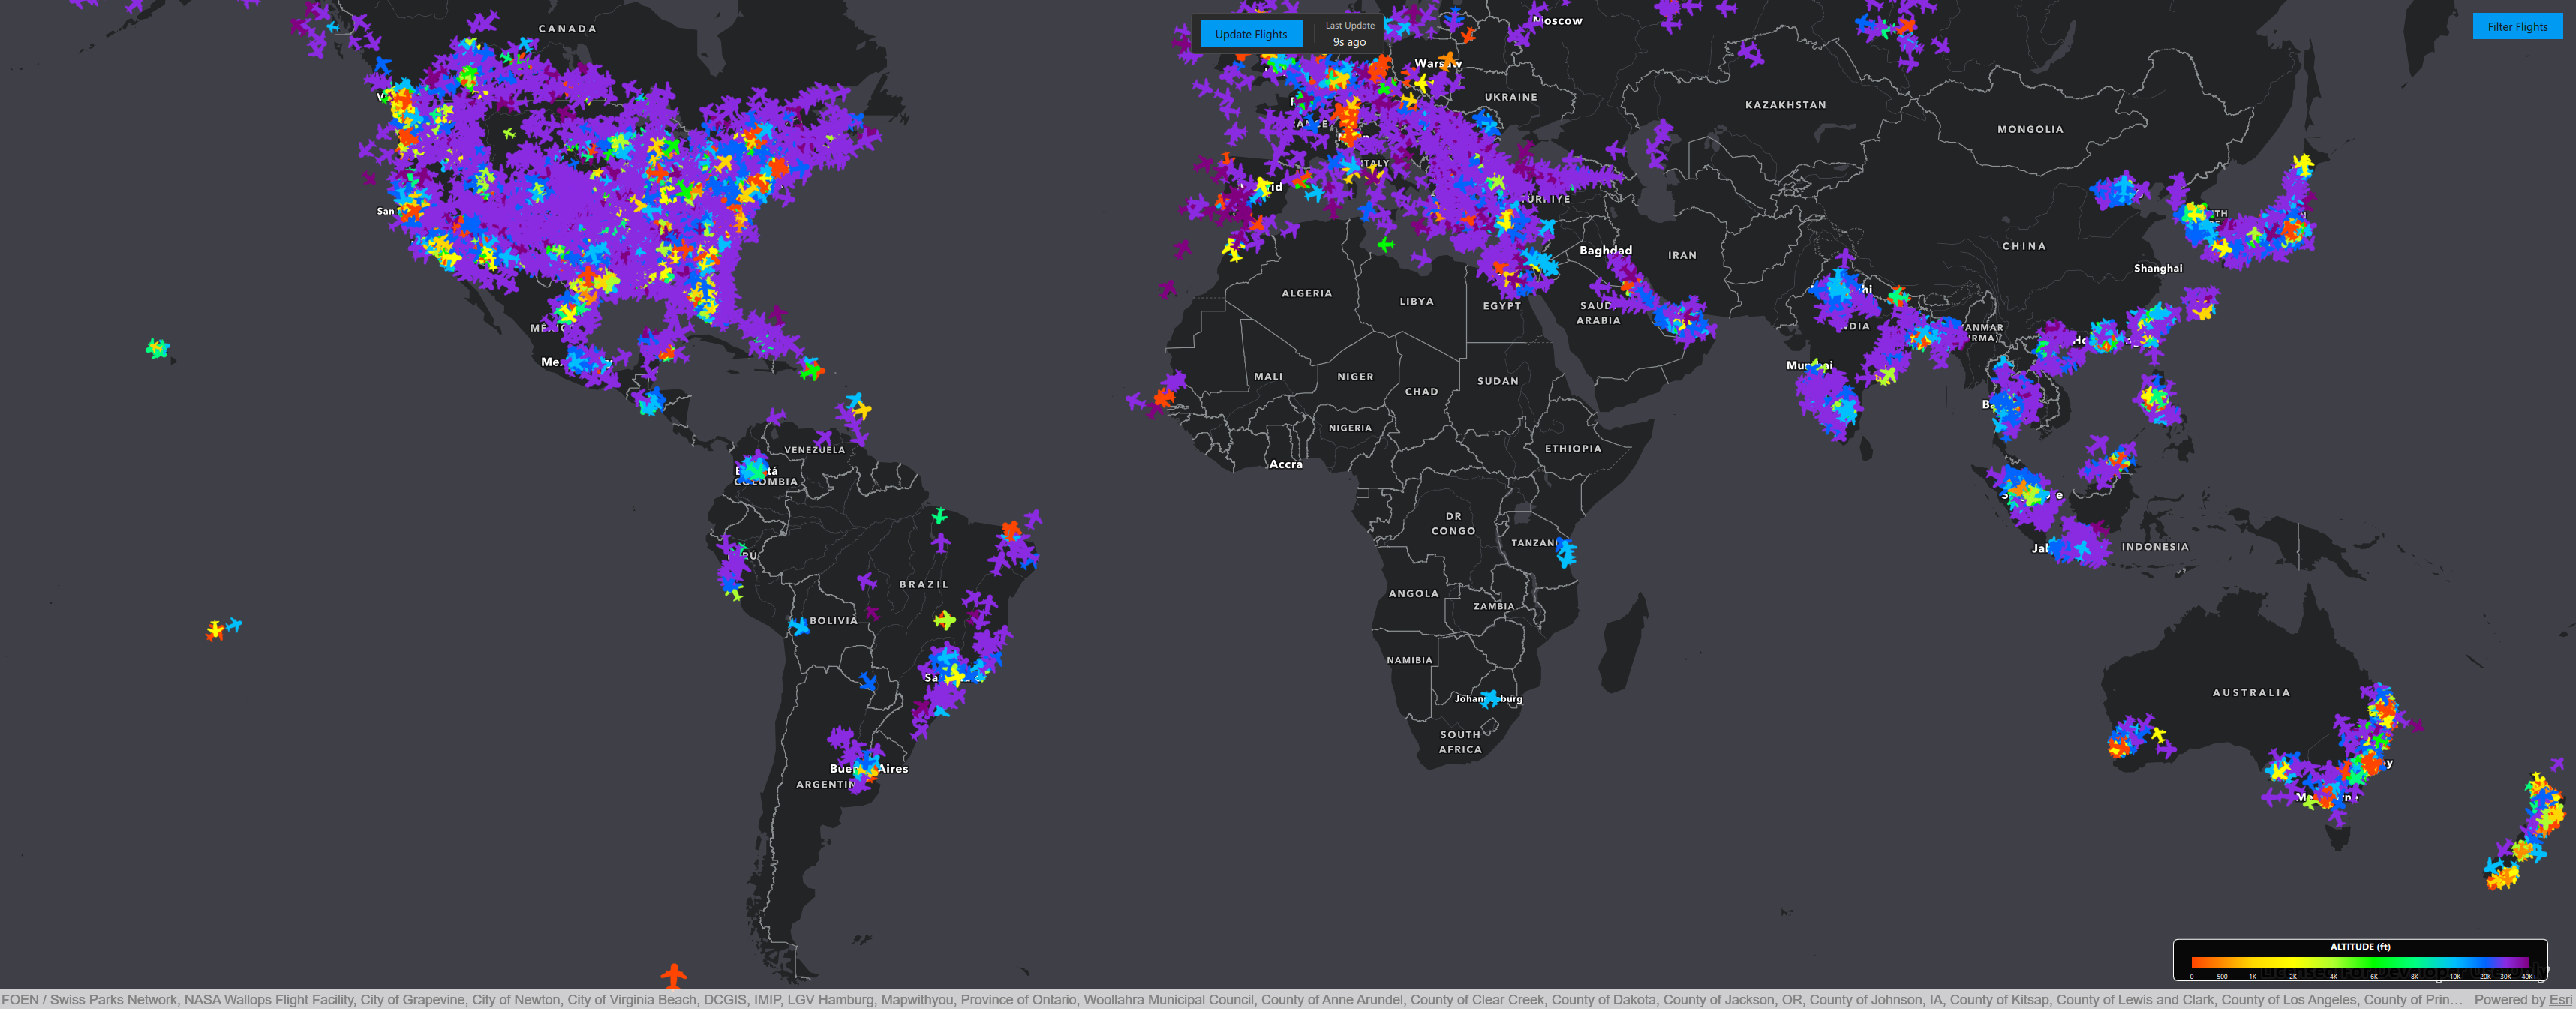 CANADA
Moscow
Update Flights
Last Update
9s ago
Filter Flights
Warsaw
UKRAINE
KAZAKHSTAN
MONGOLIA
ITALY
TÜRKIYE
Baghdad
IRAN
CHINA
Shanghai
ALGERIA
LIBYA
EGYPT
SAUD
ARABIA
MALI
NIGER
CHAD
SUDAN
NIGERIA
ETHIOPIA
Accra
VENEZUELA
COLOMBIA
DR
CONGO
INDONESIA
BRAZIL
BOLIVIA
ANGOLA
ZAMBIA
NAMIBIA
AUSTRALIA
SOUTH
AFRICA
Aires
ALTITUDE (ft)
0 500 1K 2K 4K 6K 8K 10K 20K 30K 40K+
FOEN / Swiss Parks Network, NASA Wallops Flight Facility, City of Grapevine, City of Newton, City of Virginia Beach, DCGIS, IMIP, LGV Hamburg, Mapwithyou, Province of Ontario, Woollahra Municipal Council, County of Anne Arundel, County of Clear Creek, County of Dakota, County of Jackson, OR, County of Johnson, IA, County of Kitsap, County of Lewis and Clark, County of Los Angeles, County of Prin… Powered by Esri